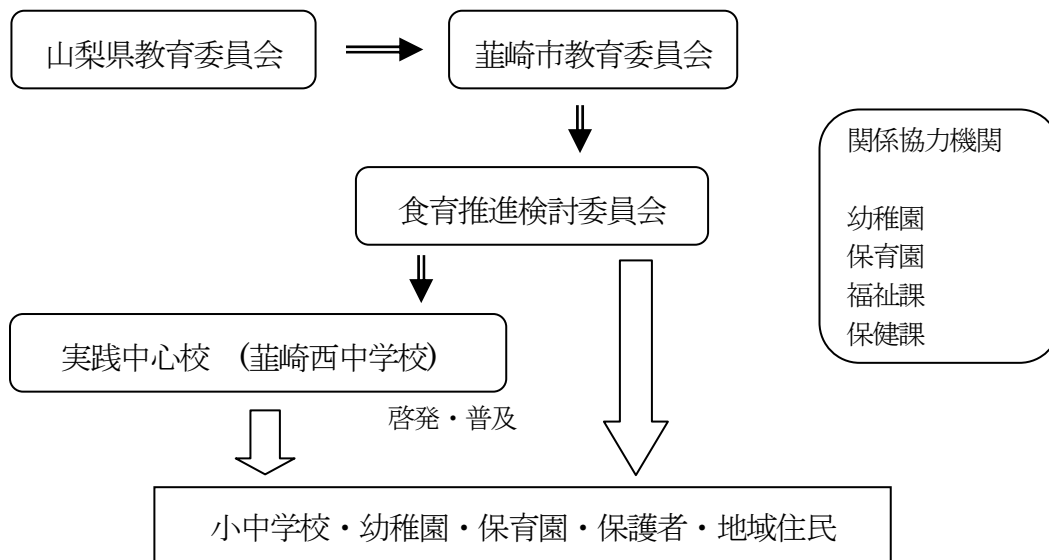 山梨県教育委員会
韮崎市教育委員会
関係協力機関
幼稚園
保育園
福祉課
保健課
食育推進検討委員会
実践中心校 (韮崎西中学校)
啓発・普及
小中学校・幼稚園・保育園・保護者・地域住民